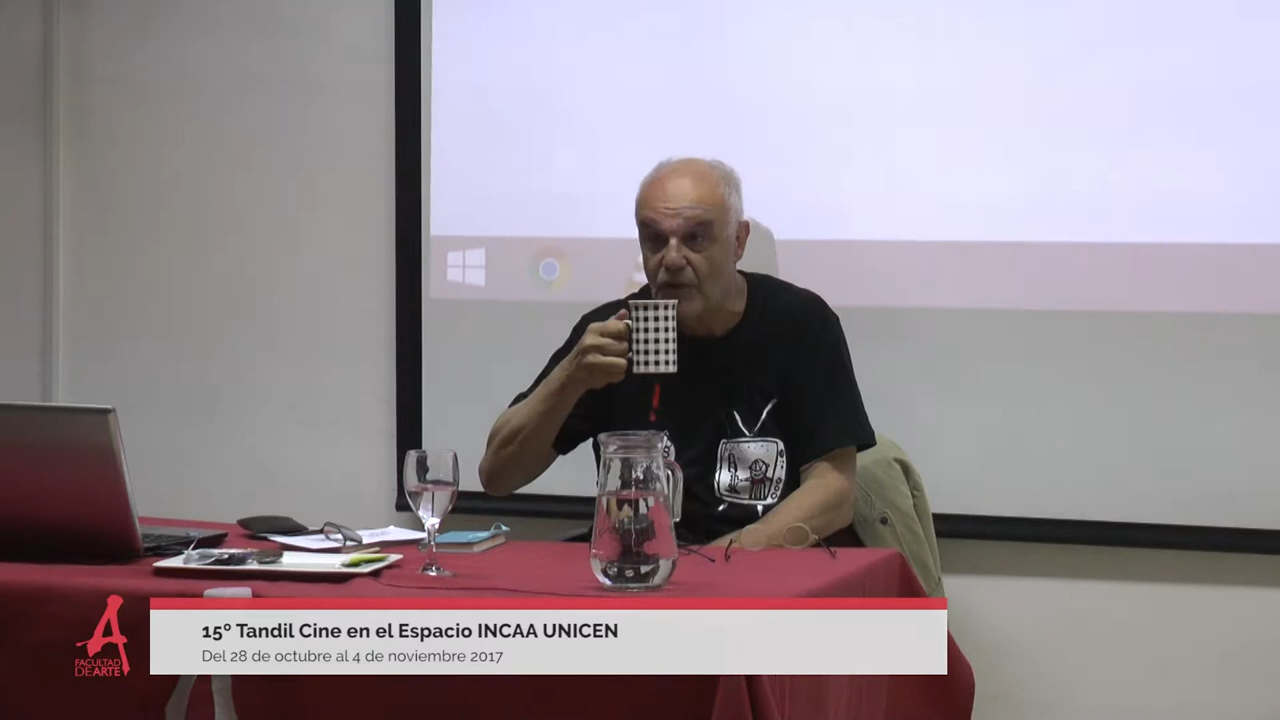 15º Tandil Cine en el Espacio INCAA UNICEN
Del 28 de octubre al 4 de noviembre 2017
FACULTAD
DE ARTE